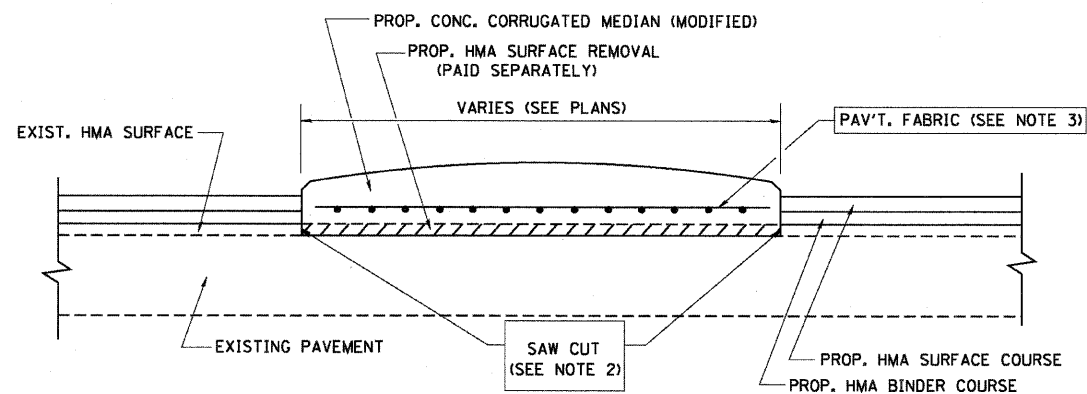 PROP. CONC. CORRUGATED MEDIAN (MODIFIED)
PROP. HMA SURFACE REMOVAL
(PAID SEPARATELY)
VARIES (SEE PLANS)
EXIST. HMA SURFACE
PAV'T. FABRIC (SEE NOTE 3)
EXISTING PAVEMENT
SAW CUT
(SEE NOTE 2)
PROP. HMA SURFACE COURSE
PROP. HMA BINDER COURSE